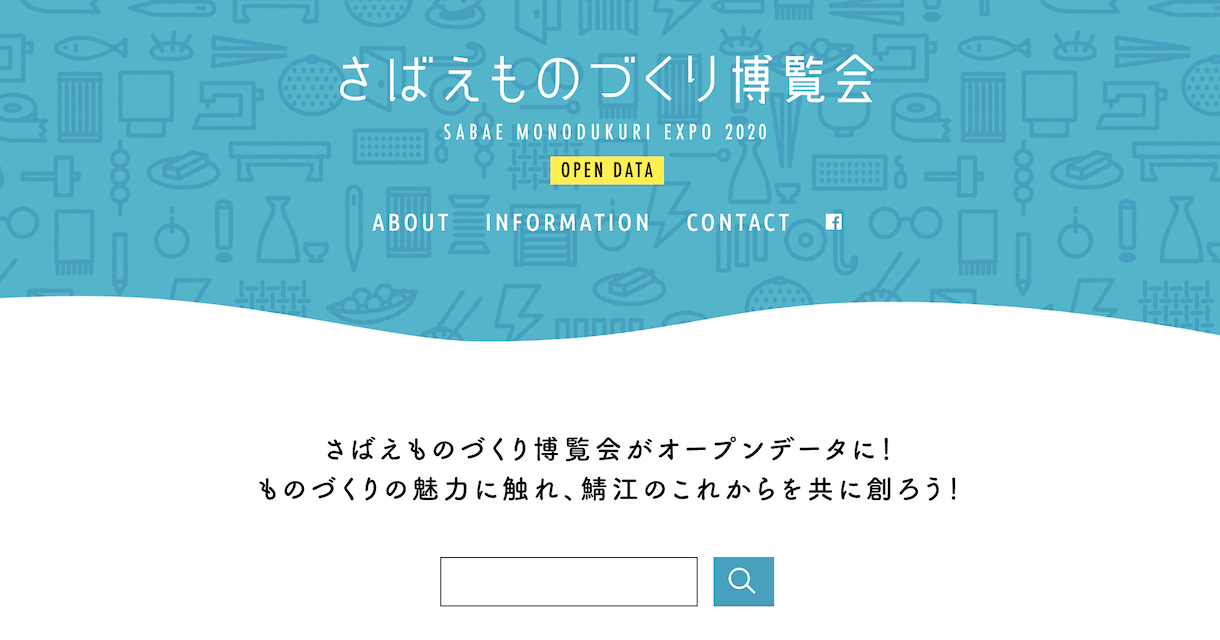 さばえものづくり博覧会
SABAE MONODUKURI EXPO 2020
OPEN DATA
ABOUT INFORMATION CONTACT
さばえものづくり博覧会がオープンデータに！
ものづくりの魅力に触れ、鯖江のこれからを共に創ろう！